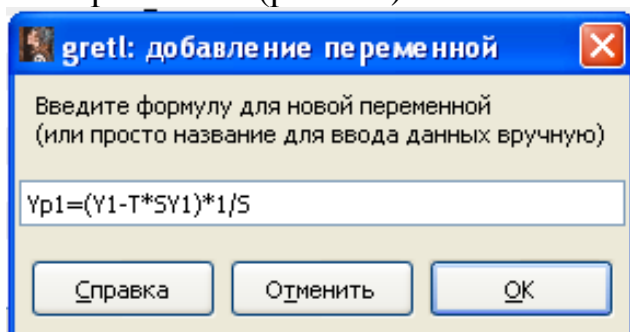 gretl: добавление переменной
Введите формулу для новой переменной
(или просто название для ввода данных вручную)
Yp1=(Y1-T*SY1)*1/S
Справка Отменить OK